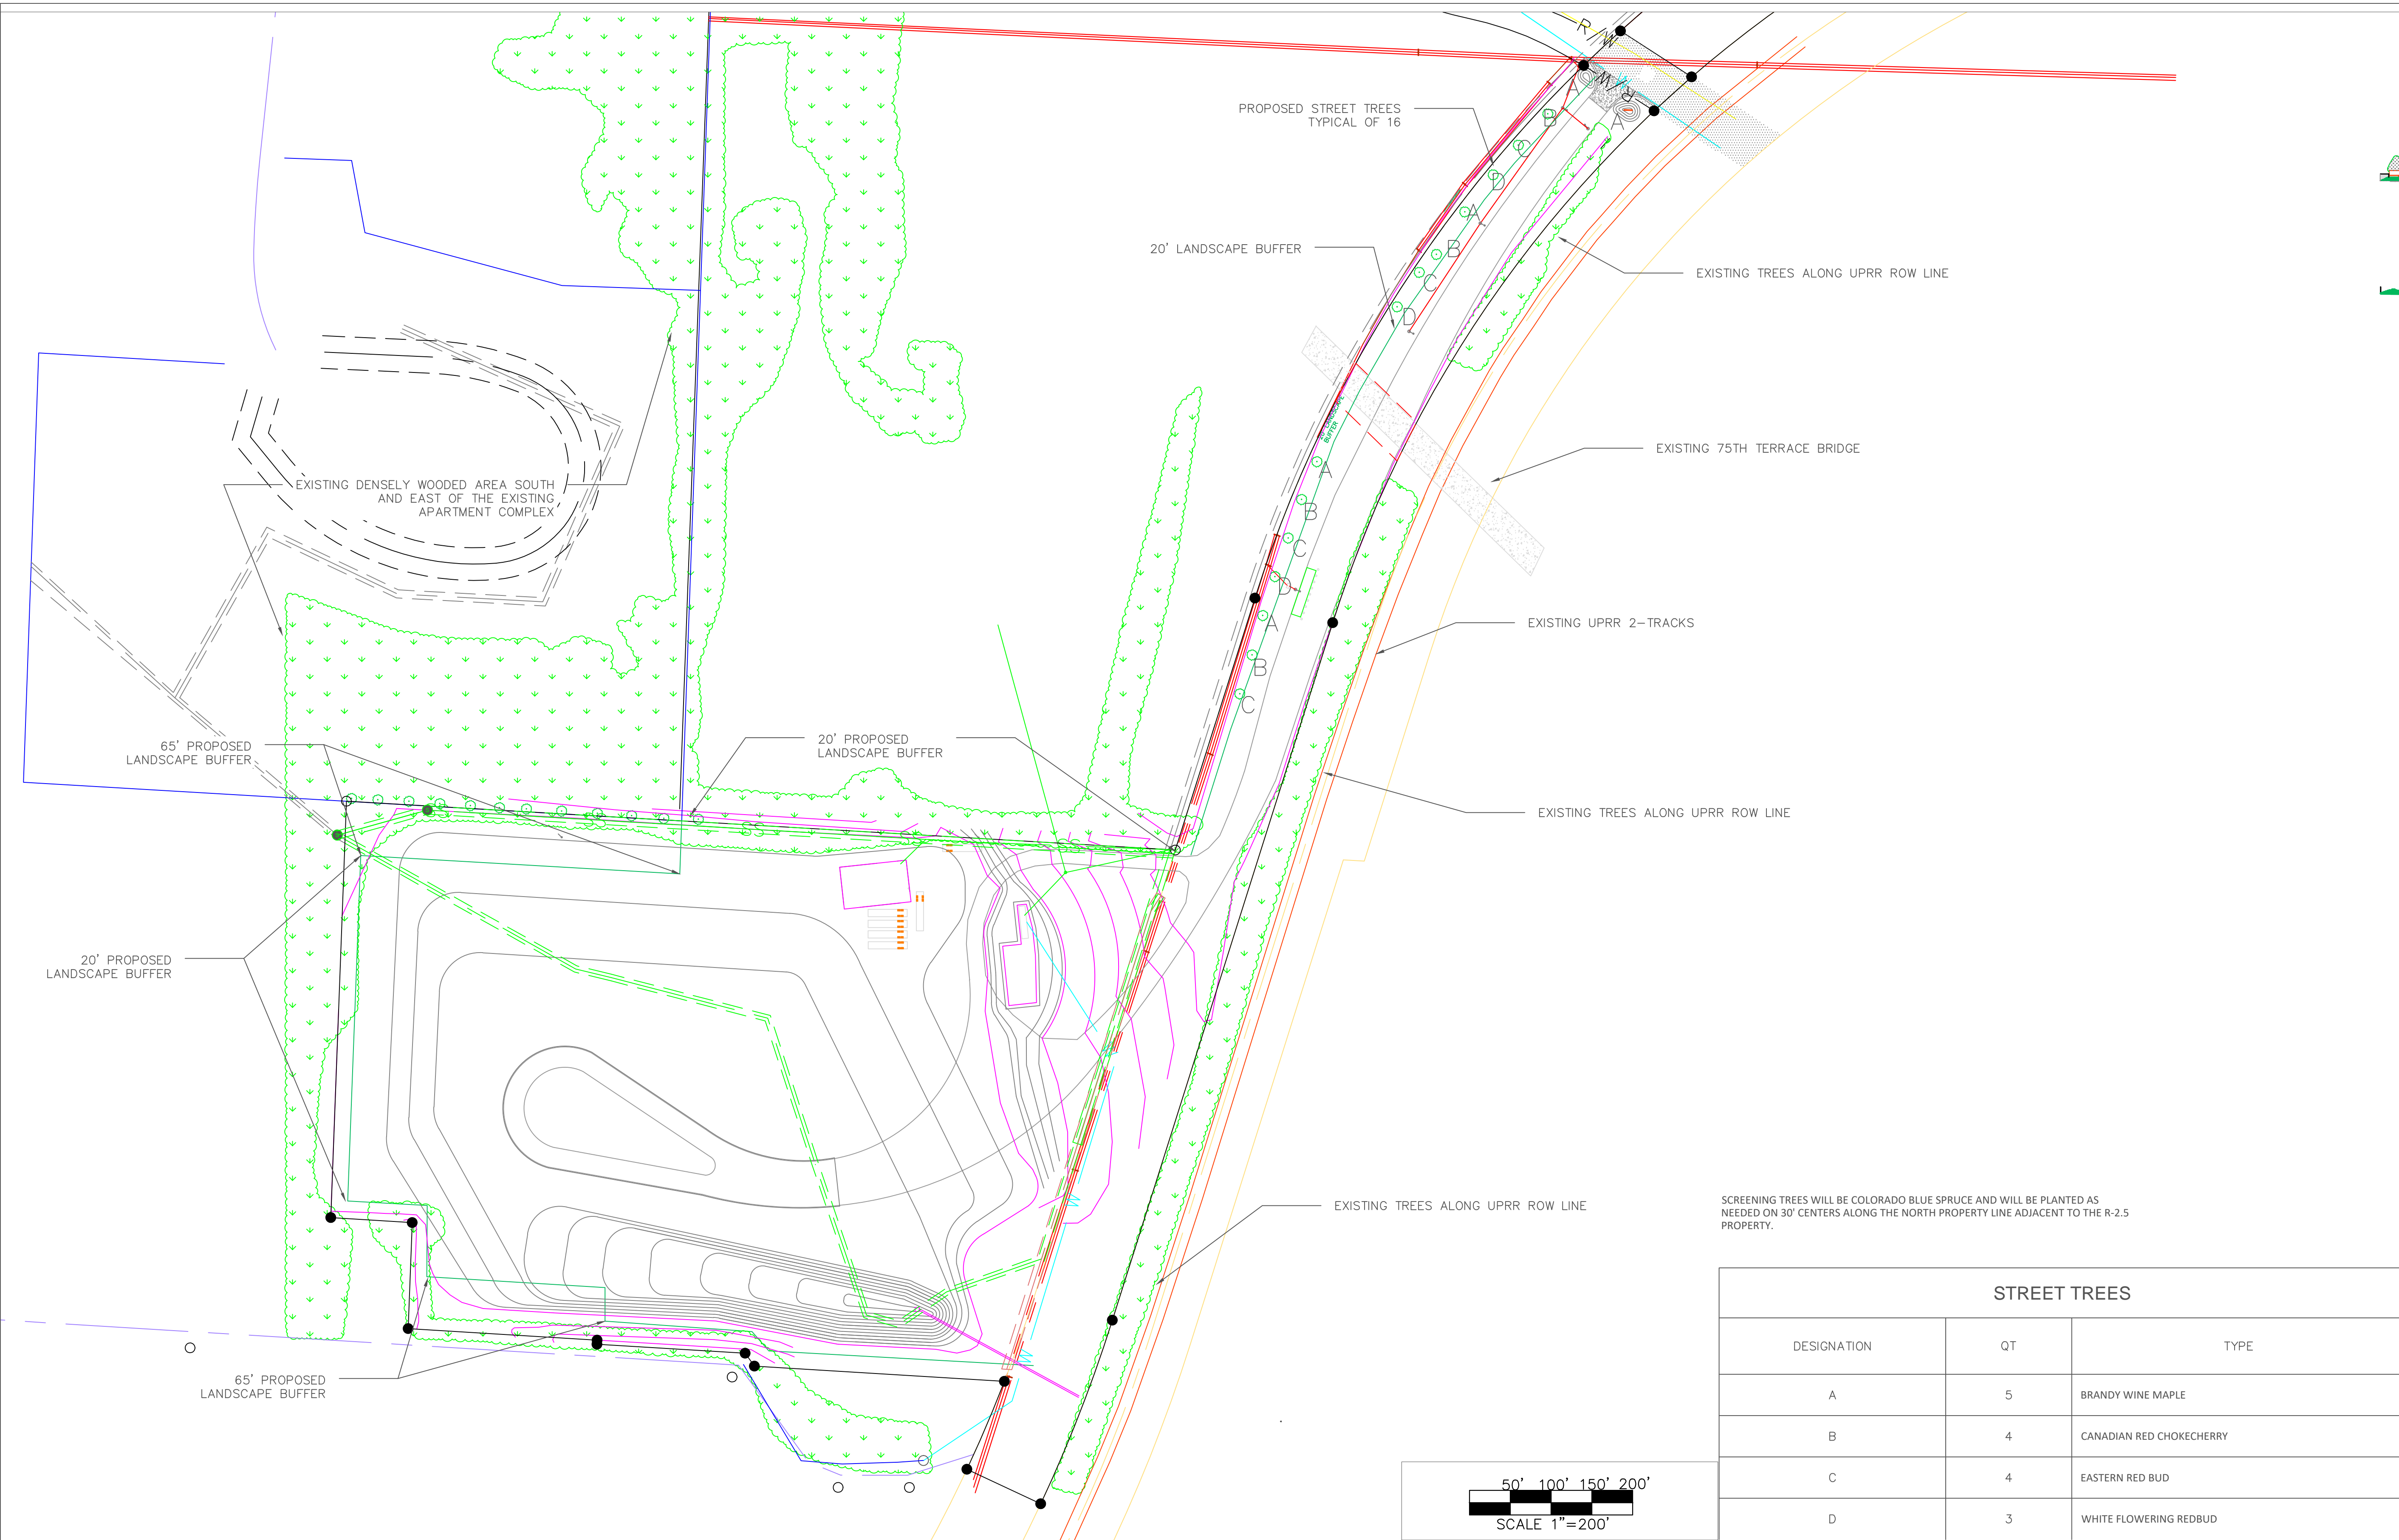 R/W
R/W
PROPOSED STREET TREES
TYPICAL OF 16
A
A
B
C
D
A
B
C
D
20' LANDSCAPE BUFFER
EXISTING TREES ALONG UPRR ROW LINE
20' LANDSCAPE
BUFFER
EXISTING 75TH TERRACE BRIDGE
A
B
C
D
A
B
C
EXISTING DENSELY WOODED AREA SOUTH
AND EAST OF THE EXISTING
APARTMENT COMPLEX
EXISTING UPRR 2-TRACKS
65' PROPOSED
LANDSCAPE BUFFER
20' PROPOSED
LANDSCAPE BUFFER
EXISTING TREES ALONG UPRR ROW LINE
20' PROPOSED
LANDSCAPE BUFFER
W
W
W
EXISTING TREES ALONG UPRR ROW LINE
65' PROPOSED
LANDSCAPE BUFFER
SCREENING TREES WILL BE COLORADO BLUE SPRUCE AND WILL BE PLANTED AS
NEEDED ON 30' CENTERS ALONG THE NORTH PROPERTY LINE ADJACENT TO THE R-2.5
PROPERTY.
STREET TREES
DESIGNATION QT TYPE
A 5 BRANDY WINE MAPLE
B 4 CANADIAN RED CHOKECHERRY
C 4 EASTERN RED BUD
D 3 WHITE FLOWERING REDBUD
50' 100' 150' 200'
SCALE 1"=200'